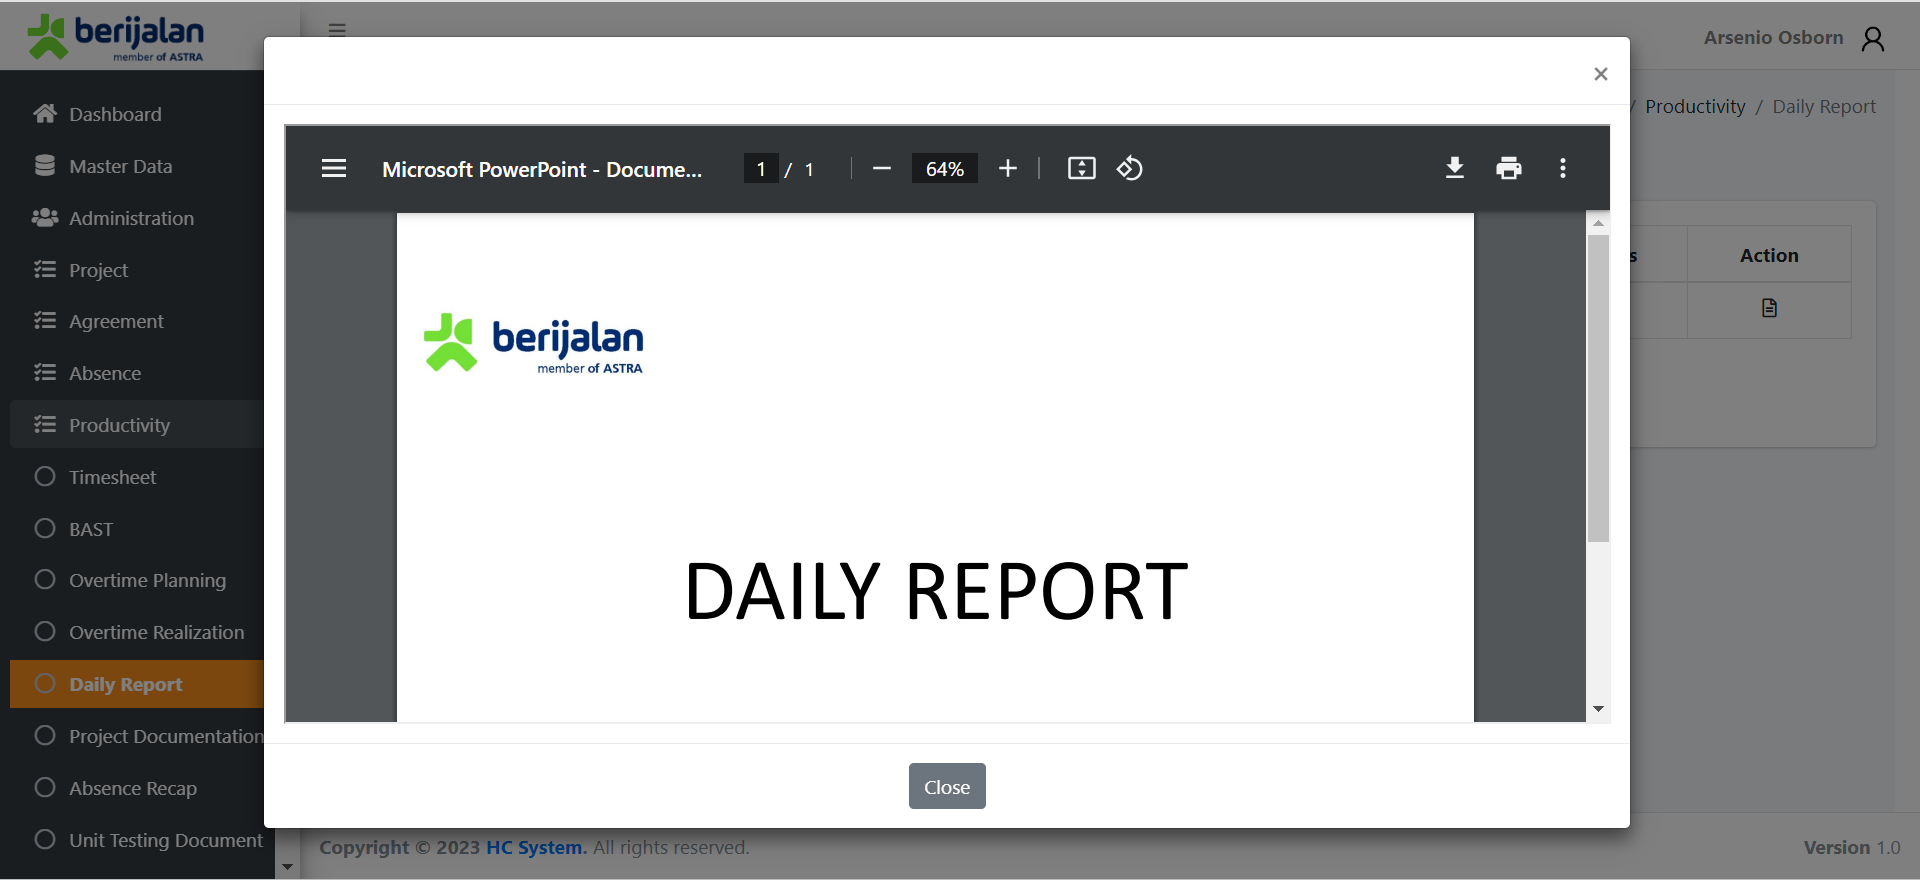 berijalan
member of ASTRA
Arsenio Osborn
×
Dashboard
Master Data
Administration
Project
Agreement
Absence
Productivity
Timesheet
BAST
Overtime Planning
Overtime Realization
Daily Report
Project Documentation
Absence Recap
Unit Testing Document
/ Productivity / Daily Report
Microsoft PowerPoint - Docume... 1 / 1 64%
s Action
berijalan
member of ASTRA
DAILY REPORT
Close
Copyright © 2023 HC System. All rights reserved.
Version 1.0